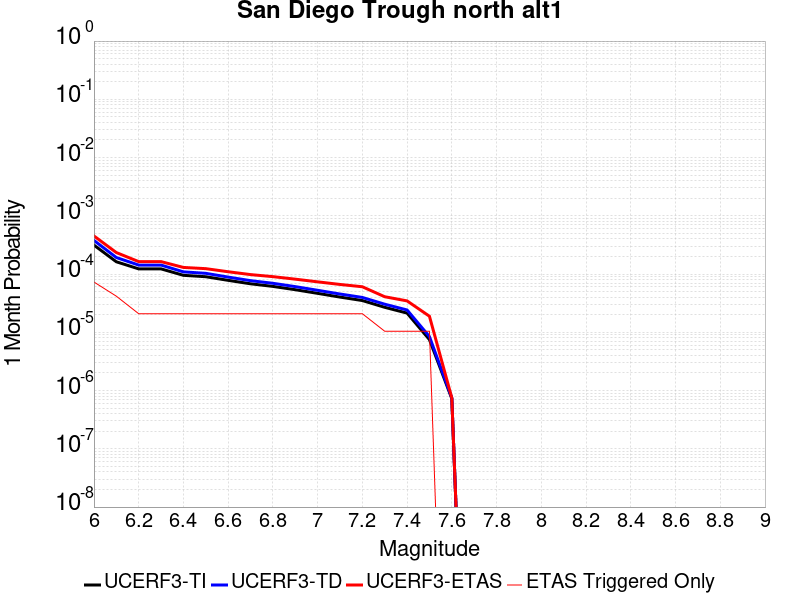 San Diego Trough north alt1
10^0
10^-1
10^-2
10^-3
10^-4
10^-5
10^-6
10^-7
10^-8
1 Month Probability
6 6.2 6.4 6.6 6.8 7 7.2 7.4 7.6 7.8 8 8.2 8.4 8.6 8.8 9
Magnitude
UCERF3-TI UCERF3-TD UCERF3-ETAS ETAS Triggered Only